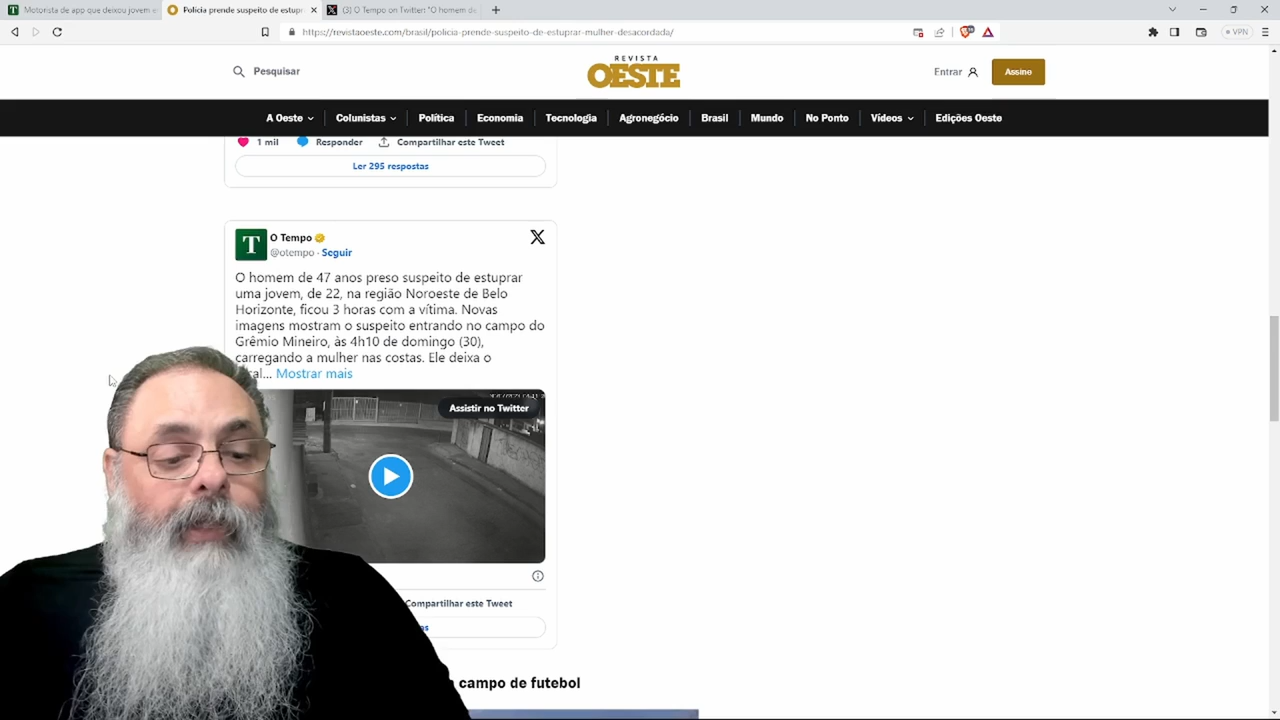 Motorista de app que deixou jovem e
Polícia prende suspeito de estupr
(3) O Tempo on Twitter: "O homem de
https://revistaoeste.com/brasil/policia-prende-suspeito-de-estuprar-mulher-desacordada/
VPN
Pesquisar
REVISTA
OESTE
Entrar
Assine
A Oeste
Colunistas
Política
Economia
Tecnologia
Agronegócio
Brasil
Mundo
No Ponto
Vídeos
Edições Oeste
1 mil
Responder
Compartilhar este Tweet
Ler 295 respostas
T
O Tempo
@otempo · Seguir
O homem de 47 anos preso suspeito de estuprar
uma jovem, de 22, na região Noroeste de Belo
Horizonte, ficou 3 horas com a vítima. Novas
imagens mostram o suspeito entrando no campo do
Grêmio Mineiro, às 4h10 de domingo (30),
carregando a mulher nas costas. Ele deixa o
cal... Mostrar mais
Assistir no Twitter
Compartilhar este Tweet
as
campo de futebol